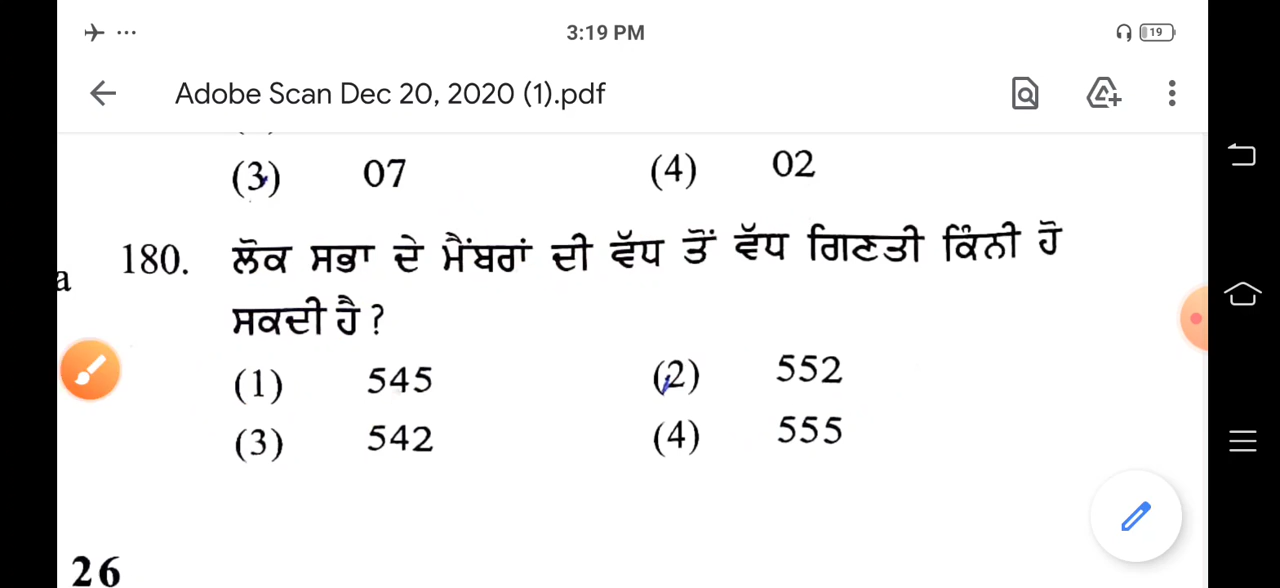 3:19 PM
19
Adobe Scan Dec 20, 2020 (1).pdf
(3) 07 (4) 02
180. ਲੋਕ ਸਭਾ ਦੇ ਮੈਂਬਰਾਂ ਦੀ ਵੱਧ ਤੋਂ ਵੱਧ ਗਿਣਤੀ ਕਿੰਨੀ ਹੋ
a
ਸਕਦੀ ਹੈ ?
(1) 545 (2) 552
(3) 542 (4) 555
26